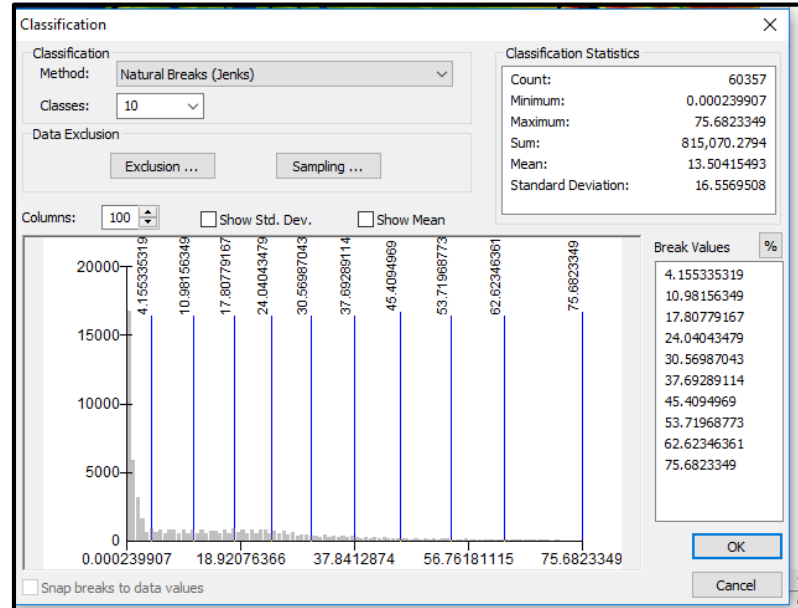 Classification
Classification
Method: Natural Breaks (Jenks)
Classes: 10
Data Exclusion
Exclusion ...
Sampling ...
Classification Statistics
Count: 60357
Minimum: 0.000239907
Maximum: 75.6823349
Sum: 815,070.2794
Mean: 13.50415493
Standard Deviation: 16.5569508
Columns: 100 Show Std. Dev. Show Mean
4.155335319
10.98156349
17.80779167
24.04043479
30.56987043
37.69289114
45.4094969
53.71968773
62.62346361
75.6823349
20000
15000
10000
5000
0
0.000239907 18.92076366 37.8412874 56.76181115 75.6823349
Break Values %
4.155335319
10.98156349
17.80779167
24.04043479
30.56987043
37.69289114
45.4094969
53.71968773
62.62346361
75.6823349
Snap breaks to data values
OK
Cancel